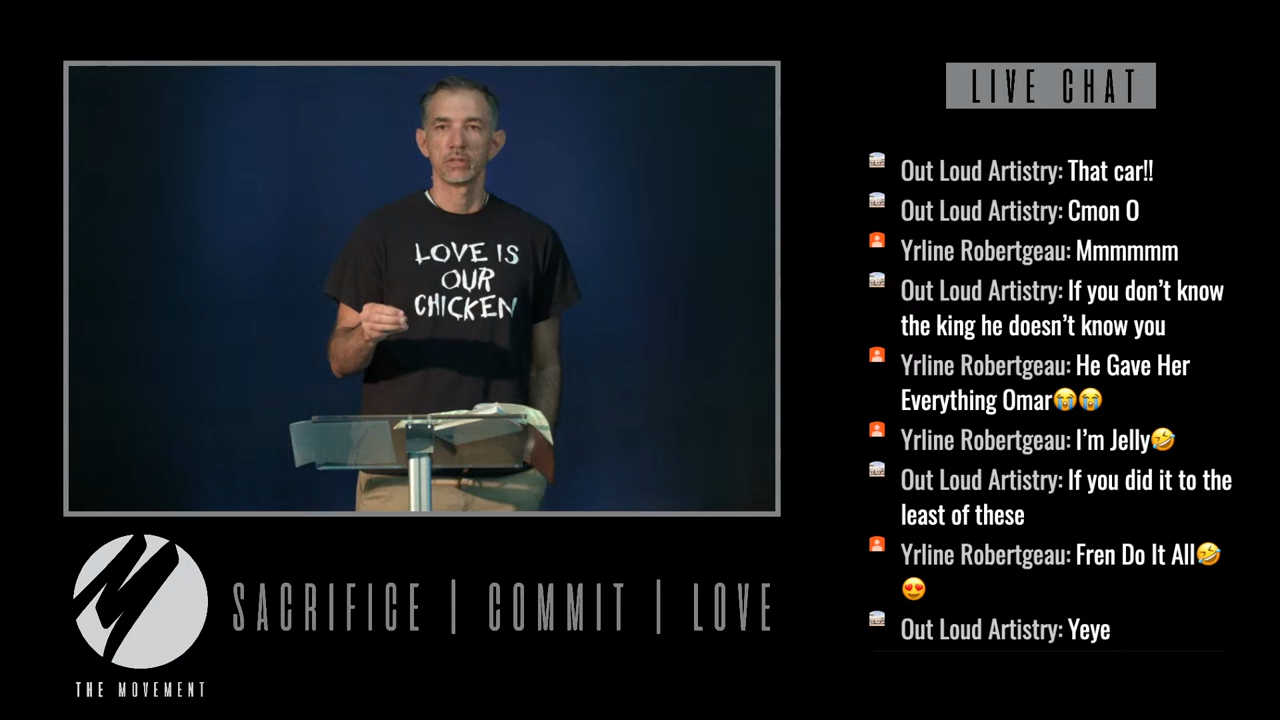 LOVE IS
OUR
CHICKEN
SACRIFICE | COMMIT | LOVE
THE MOVEMENT
LIVE CHAT
Out Loud Artistry: That car!!
Out Loud Artistry: Cmon O
Yrline Robertgeau: Mmmmmm
Out Loud Artistry: If you don’t know
the king he doesn’t know you
Yrline Robertgeau: He Gave Her
Everything Omar😭😭
Yrline Robertgeau: I’m Jelly🤣
Out Loud Artistry: If you did it to the
least of these
Yrline Robertgeau: Fren Do It All🤣
😍
Out Loud Artistry: Yeye